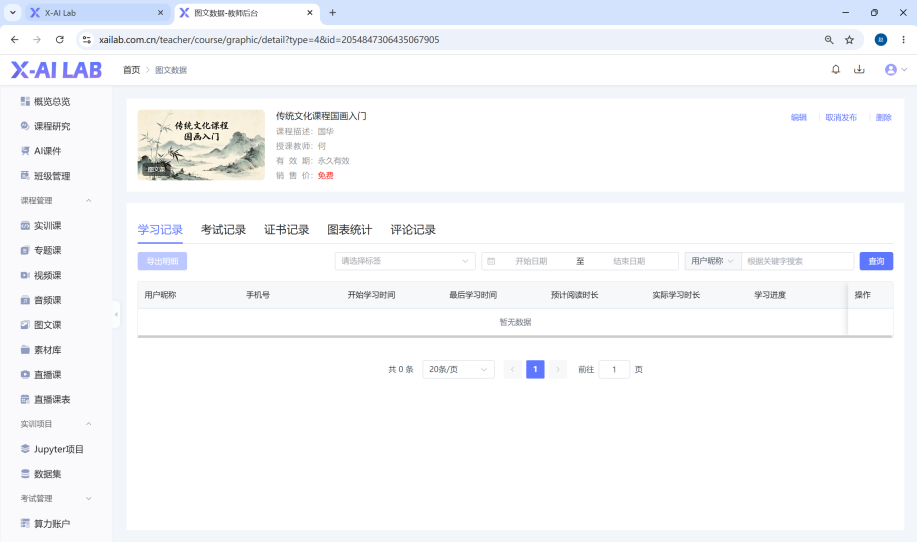 X-AI Lab
图文数据-教师后台
xailab.com.cn/teacher/course/graphic/detail?type=4&id=2054847306435067905
X-AI LAB
首页 > 图文数据
概览总览
课程研究
AI课件
班级管理
课程管理
实训课
专题课
视频课
音频课
图文课
素材库
直播课
直播课表
实训项目
Jupyter项目
数据集
考试管理
算力账户
传统文化课程
国画入门
图文课
传统文化课程国画入门
课程描述: 国华
授课教师: 何
有 效 期: 永久有效
销 售 价: 免费
编辑 取消发布 删除
学习记录 考试记录 证书记录 图表统计 评论记录
导出明细 请选择标签 开始日期 至 结束日期 用户昵称 根据关键字搜索 查询
用户昵称 手机号 开始学习时间 最后学习时间 预计阅读时长 实际学习时长 学习进度 操作
暂无数据
共 0 条 20条/页 < 1 > 前往 1 页